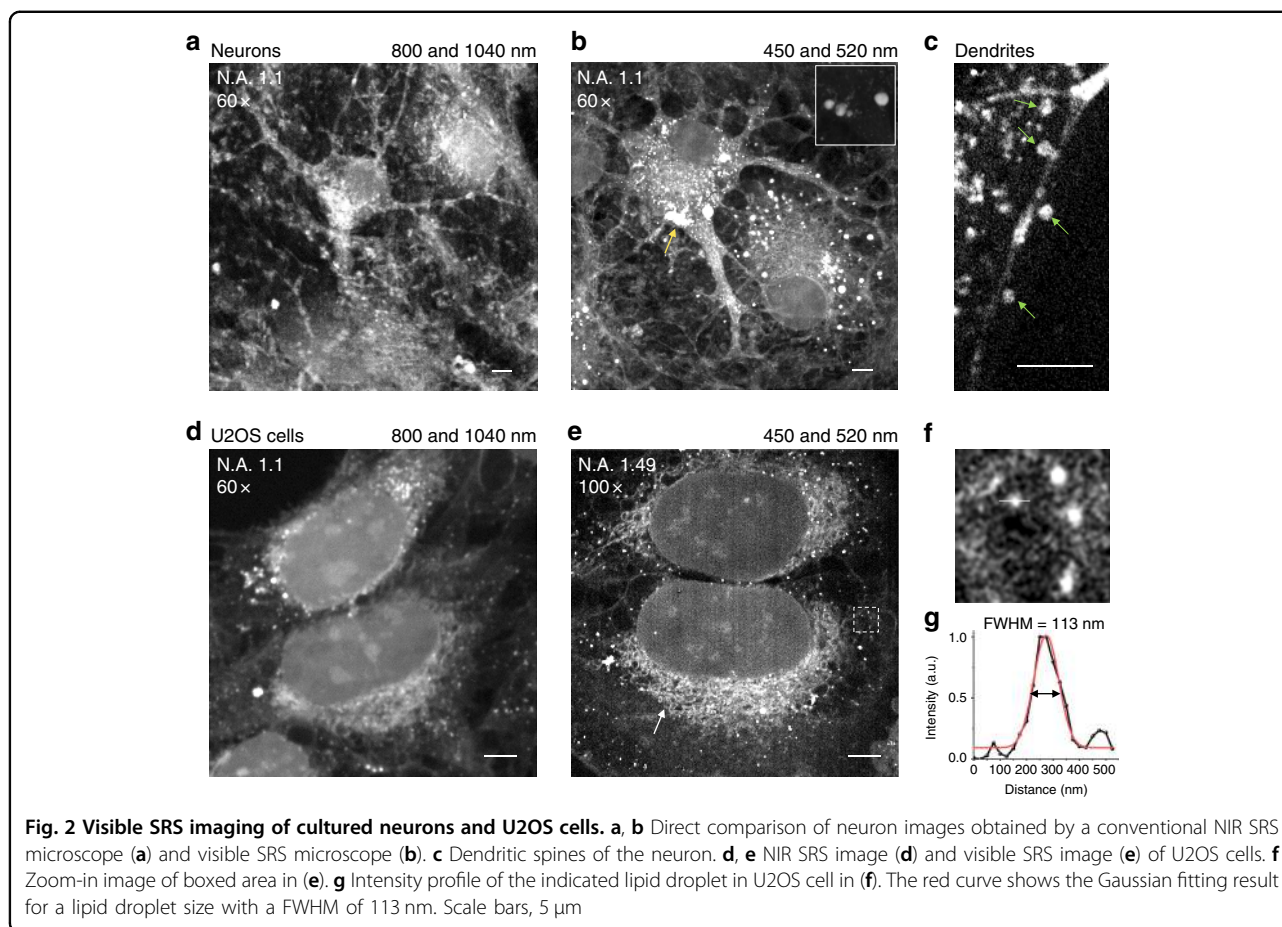 a Neurons 800 and 1040 nm
N.A. 1.1
60×
b 450 and 520 nm
N.A. 1.1
60×
c Dendrites
d U2OS cells 800 and 1040 nm
N.A. 1.1
60×
e 450 and 520 nm
N.A. 1.49
100×
f
g FWHM = 113 nm
1.0
0.5
0.0
Intensity (a.u.)
0 100 200 300 400 500
Distance (nm)
Fig. 2 Visible SRS imaging of cultured neurons and U2OS cells. a, b Direct comparison of neuron images obtained by a conventional NIR SRS
microscope (a) and visible SRS microscope (b). c Dendritic spines of the neuron. d, e NIR SRS image (d) and visible SRS image (e) of U2OS cells. f
Zoom-in image of boxed area in (e). g Intensity profile of the indicated lipid droplet in U2OS cell in (f). The red curve shows the Gaussian fitting result
for a lipid droplet size with a FWHM of 113 nm. Scale bars, 5 μm